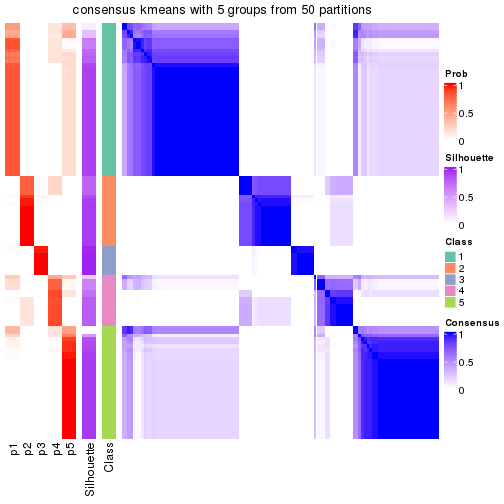 consensus kmeans with 5 groups from 50 partitions
Prob
1
0.5
0
Silhouette
1
0.5
0
Class
1
2
3
4
5
Consensus
1
0.5
0
p1
p2
p3
p4
p5
Silhouette
Class